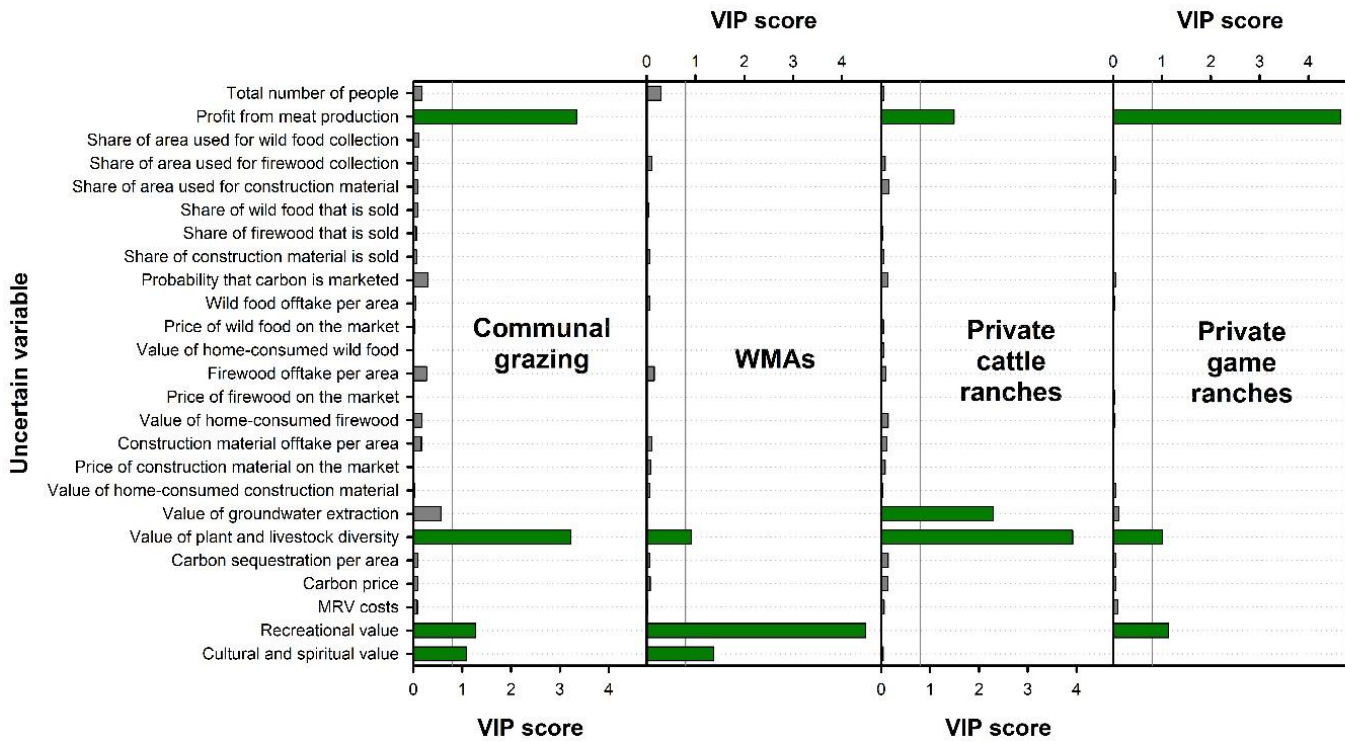 VIP score
VIP score
0 1 2 3 4
0 1 2 3 4
Uncertain variable
Total number of people
Profit from meat production
Share of area used for wild food collection
Share of area used for firewood collection
Share of area used for construction material
Share of wild food that is sold
Share of firewood that is sold
Share of construction material is sold
Probability that carbon is marketed
Wild food offtake per area
Price of wild food on the market
Value of home-consumed wild food
Firewood offtake per area
Price of firewood on the market
Value of home-consumed firewood
Construction material offtake per area
Price of construction material on the market
Value of home-consumed construction material
Value of groundwater extraction
Value of plant and livestock diversity
Carbon sequestration per area
Carbon price
MRV costs
Recreational value
Cultural and spiritual value
Communal
grazing
WMAs
Private
cattle
ranches
Private
game
ranches
0 1 2 3 4
0 1 2 3 4
VIP score
VIP score